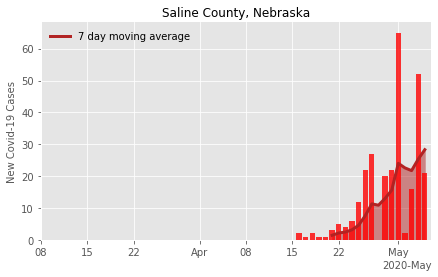 Saline County, Nebraska
7 day moving average
New Covid-19 Cases
60
50
40
30
20
10
0
08 15 22 Apr 08 15 22 May
2020-May